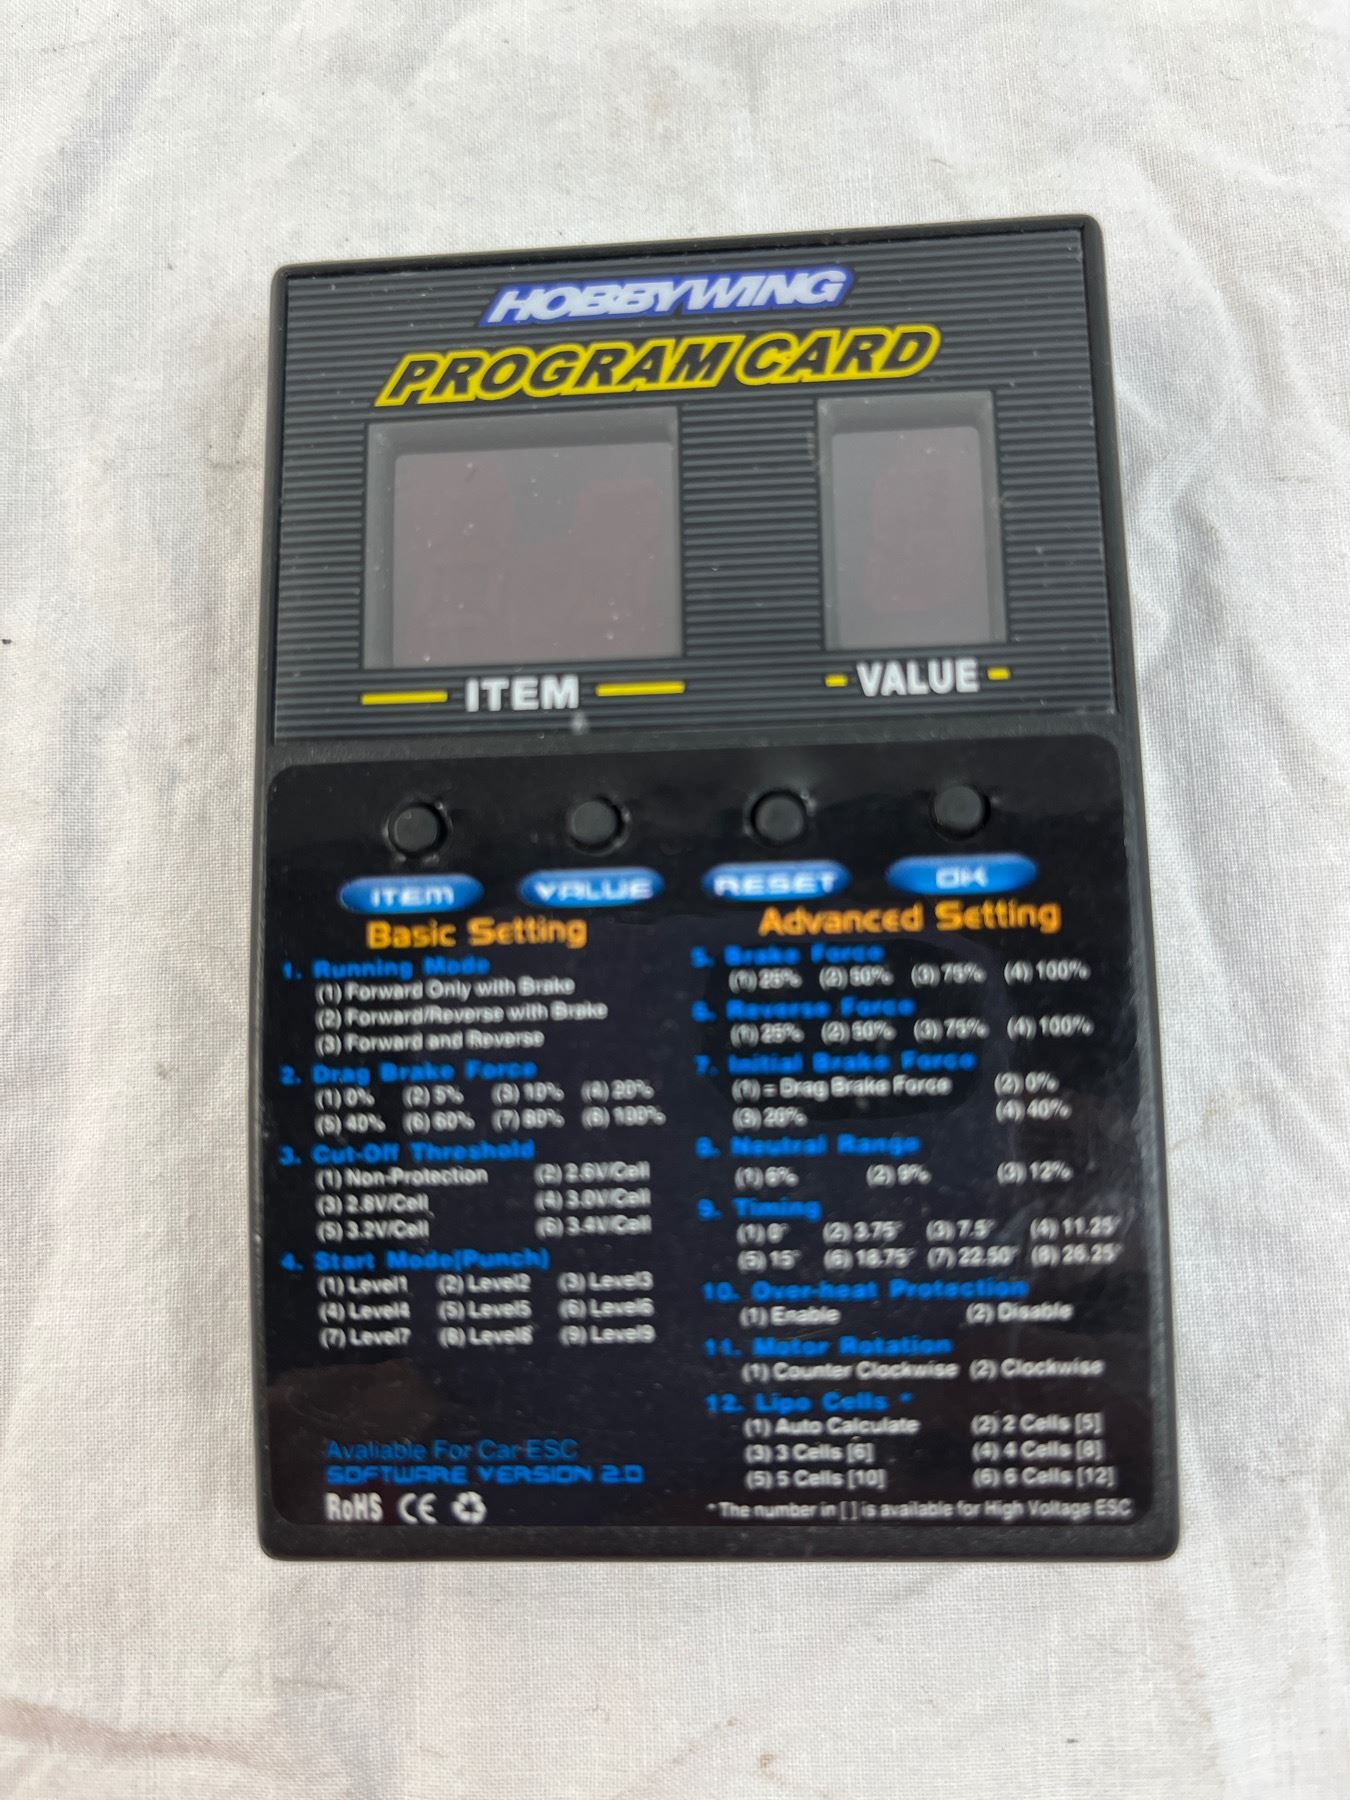 HOBBYWING
PROGRAM CARD
ITEM
VALUE
ITEM VALUE RESET OK
Basic Setting
1. Running Mode
(1) Forward Only with Brake
(2) Forward/Reverse with Brake
(3) Forward and Reverse
2. Drag Brake Force
(1) 0% (2) 5% (3) 10% (4) 20%
(5) 40% (6) 60% (7) 80% (8) 100%
3. Cut-Off Threshold
(1) Non-Protection (2) 2.6V/Cell
(3) 2.8V/Cell (4) 3.0V/Cell
(5) 3.2V/Cell (6) 3.4V/Cell
4. Start Mode(Punch)
(1) Level1 (2) Level2 (3) Level3
(4) Level4 (5) Level5 (6) Level6
(7) Level7 (8) Level8 (9) Level9
Avaliable For Car ESC
SOFTWARE VERSION 2.0
RoHS CE
Advanced Setting
5. Brake Force
(1) 25% (2) 50% (3) 75% (4) 100%
6. Reverse Force
(1) 25% (2) 50% (3) 75% (4) 100%
7. Initial Brake Force
(1) = Drag Brake Force (2) 0%
(3) 20% (4) 40%
8. Neutral Range
(1) 6% (2) 9% (3) 12%
9. Timing
(1) 0° (2) 3.75° (3) 7.5° (4) 11.25°
(5) 15° (6) 18.75° (7) 22.50° (8) 26.25°
10. Over-heat Protection
(1) Enable (2) Disable
11. Motor Rotation
(1) Counter Clockwise (2) Clockwise
12. Lipo Cells *
(1) Auto Calculate (2) 2 Cells [5]
(3) 3 Cells [6] (4) 4 Cells [8]
(5) 5 Cells [10] (6) 6 Cells [12]
* The number in [ ] is available for High Voltage ESC